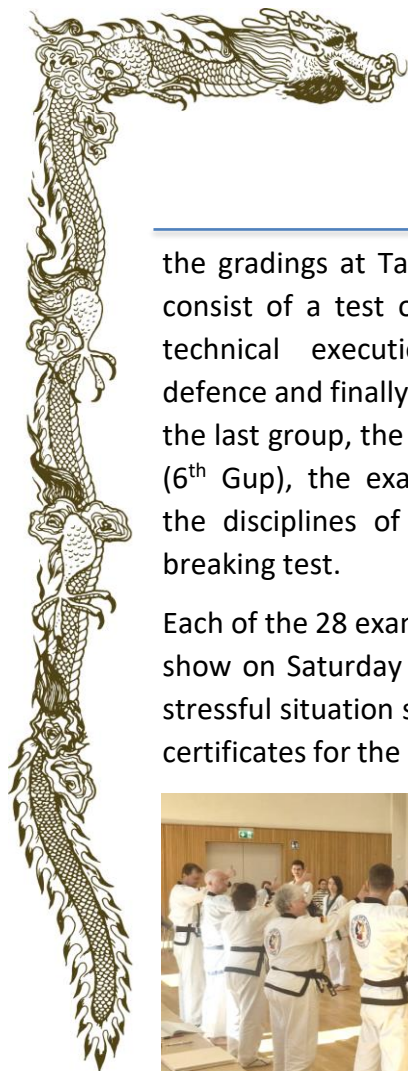 the gradings at Ta
consist of a test o
technical executi
defence and finally
the last group, the
(6th Gup), the exa
the disciplines of
breaking test.
Each of the 28 exar
show on Saturday
stressful situation s
certificates for the